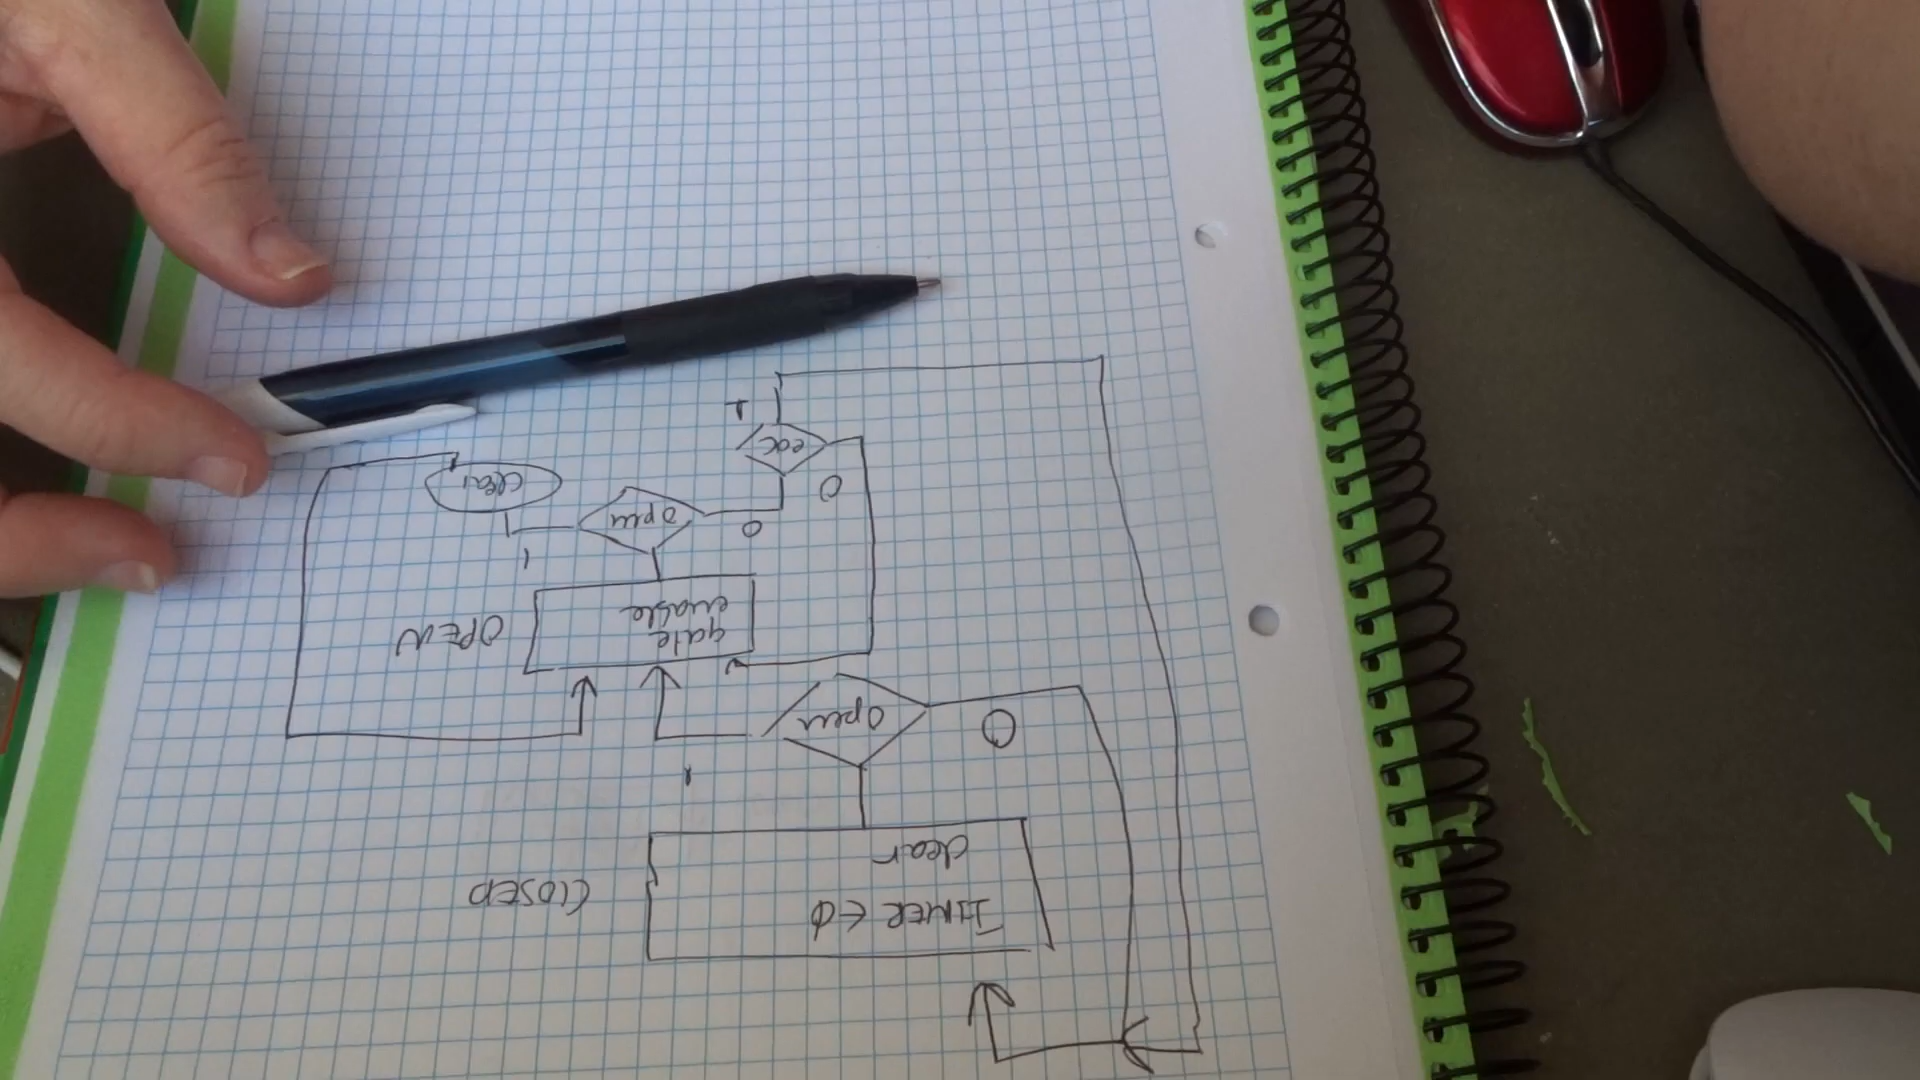 TIMER ← 0
clear
CLOSED
open
0
1
gate
enable
OPEN
open
1
0
clear
eoc
0
1